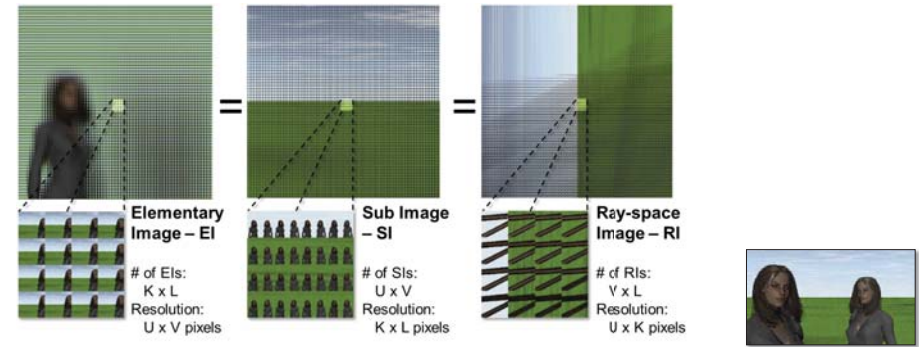 =
=
Elementary
Image – EI
# of EIs:
K x L
Resolution:
U x V pixels
Sub Image
– SI
# of SIs:
U x V
Resolution:
K x L pixels
Ray-space
Image – RI
# of RIs:
V x L
Resolution:
U x K pixels